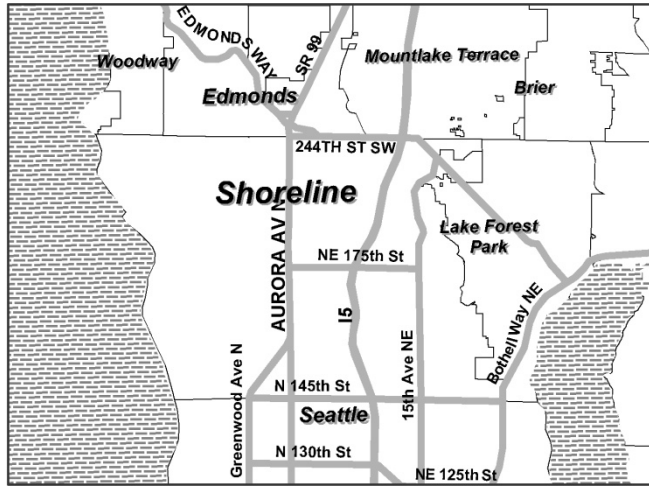 EDMONDS WAY
SR 99
Woodway
Mountlake Terrace
Brier
Edmonds
244TH ST SW
Shoreline
AURORA AV N
Lake Forest
Park
NE 175th St
I5
15th Ave NE
Bothell Way NE
Greenwood Ave N
N 145th St
Seattle
N 130th St
NE 125th St